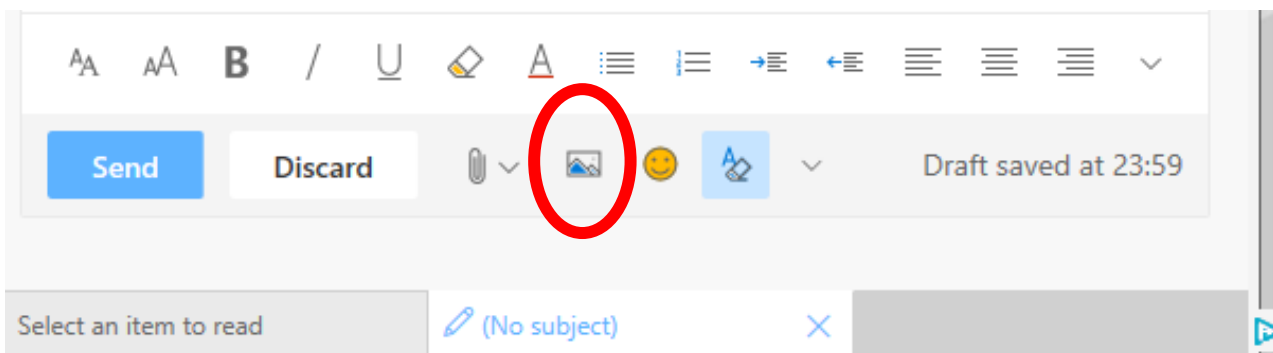 Send Discard Draft saved at 23:59
Select an item to read (No subject)